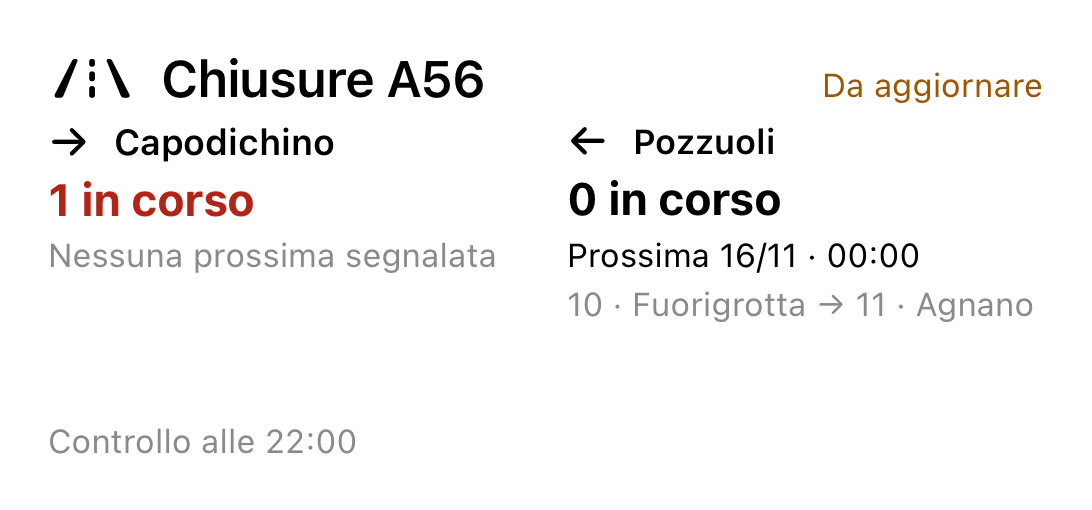 Chiusure A56
Da aggiornare
→ Capodichino
1 in corso
Nessuna prossima segnalata
← Pozzuoli
0 in corso
Prossima 16/11 · 00:00
10 · Fuorigrotta → 11 · Agnano
Controllo alle 22:00